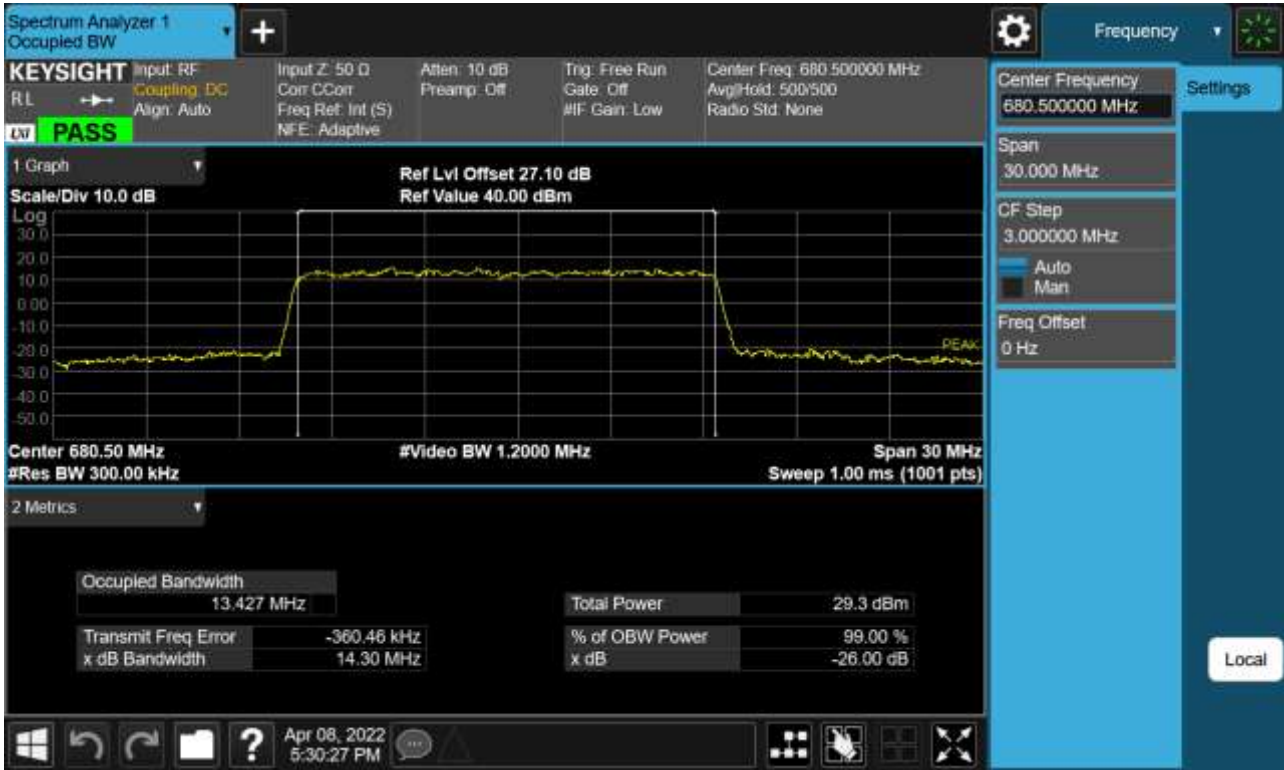 Spectrum Analyzer 1
Occupied BW
+
Frequency
KEYSIGHT
RL
LXI
PASS
Input: RF
Coupling: DC
Align: Auto
Input Z: 50 Ω
Corr CCorr
Freq Ref: Int (S)
NFE: Adaptive
Atten: 10 dB
Preamp: Off
Trig: Free Run
Gate: Off
#IF Gain: Low
Center Freq: 680.500000 MHz
Avg|Hold: 500/500
Radio Std: None
Center Frequency
680.500000 MHz
Settings
Span
30.000 MHz
CF Step
3.000000 MHz
Auto
Man
Freq Offset
0 Hz
Local
1 Graph
Scale/Div 10.0 dB
Ref Lvl Offset 27.10 dB
Ref Value 40.00 dBm
Log
30.0
20.0
10.0
0.00
-10.0
-20.0
-30.0
-40.0
-50.0
PEAK
Center 680.50 MHz
#Video BW 1.2000 MHz
Span 30 MHz
#Res BW 300.00 kHz
Sweep 1.00 ms (1001 pts)
2 Metrics
Occupied Bandwidth
13.427 MHz
Total Power 29.3 dBm
Transmit Freq Error -360.46 kHz
% of OBW Power 99.00 %
x dB Bandwidth 14.30 MHz
x dB -26.00 dB
?
Apr 08, 2022
5:30:27 PM